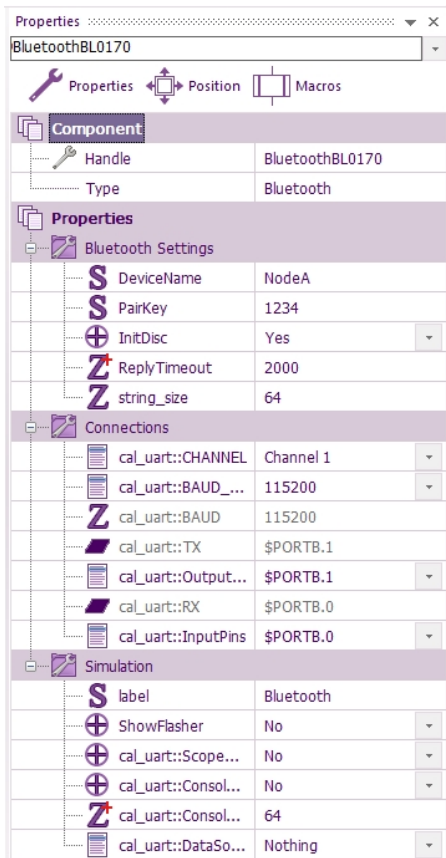 Properties
BluetoothBL0170
Properties Position Macros
Component
Handle BluetoothBL0170
Type Bluetooth
Properties
Bluetooth Settings
DeviceName NodeA
PairKey 1234
InitDisc Yes
ReplyTimeout 2000
string_size 64
Connections
cal_uart::CHANNEL Channel 1
cal_uart::BAUD_... 115200
cal_uart::BAUD 115200
cal_uart::TX $PORTB.1
cal_uart::Output... $PORTB.1
cal_uart::RX $PORTB.0
cal_uart::InputPins $PORTB.0
Simulation
label Bluetooth
ShowFlasher No
cal_uart::Scope... No
cal_uart::Consol... No
cal_uart::Consol... 64
cal_uart::DataSo... Nothing